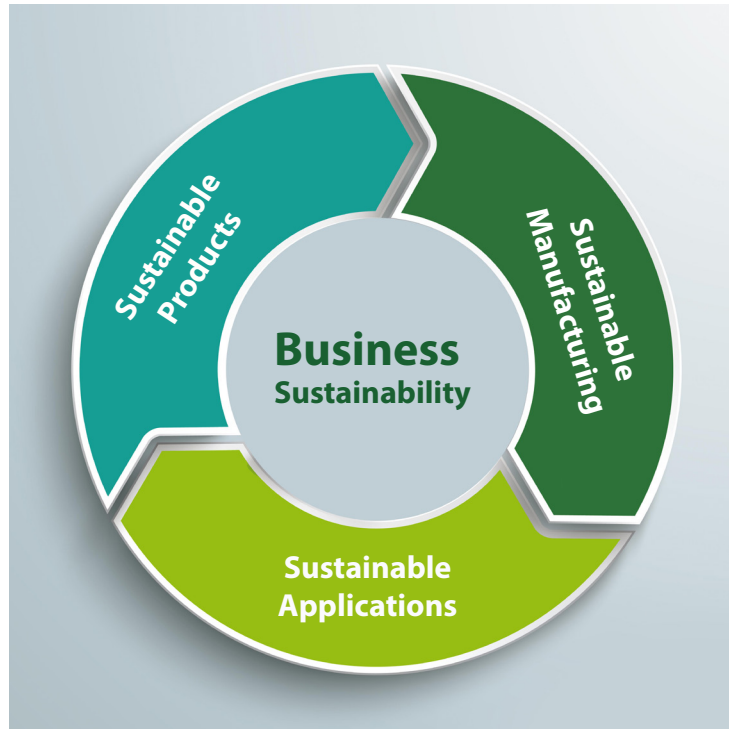 Sustainable
Products
Sustainable
Manufacturing
Business
Sustainability
Sustainable
Applications